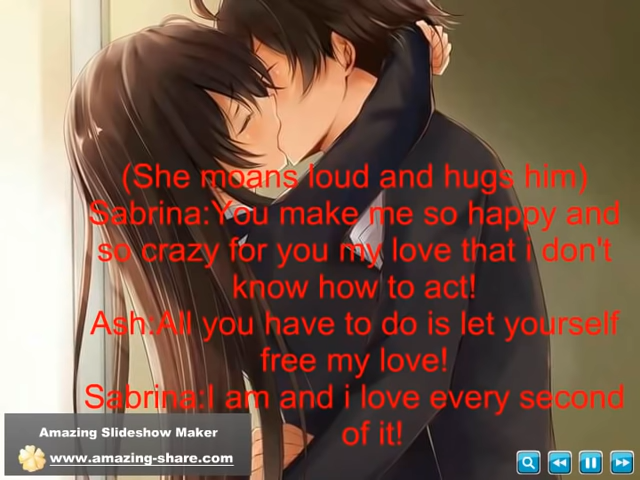 (She moans loud and hugs him)
Sabrina:You make me so happy and
so crazy for you my love that i don't
know how to act!
Ash:All you have to do is let yourself
free my love!
Sabrina:I am and i love every second
of it!
Amazing Slideshow Maker
www.amazing-share.com